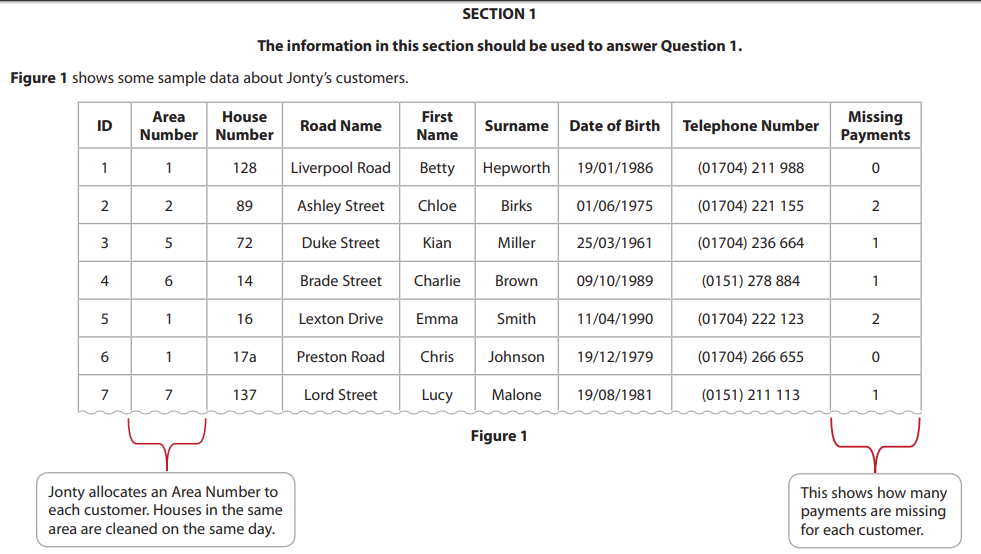 SECTION 1
The information in this section should be used to answer Question 1.
Figure 1 shows some sample data about Jonty’s customers.
ID Area Number House Number Road Name First Name Surname Date of Birth Telephone Number Missing Payments
1 1 128 Liverpool Road Betty Hepworth 19/01/1986 (01704) 211 988 0
2 2 89 Ashley Street Chloe Birks 01/06/1975 (01704) 221 155 2
3 5 72 Duke Street Kian Miller 25/03/1961 (01704) 236 664 1
4 6 14 Brade Street Charlie Brown 09/10/1989 (0151) 278 884 1
5 1 16 Lexton Drive Emma Smith 11/04/1990 (01704) 222 123 2
6 1 17a Preston Road Chris Johnson 19/12/1979 (01704) 266 655 0
7 7 137 Lord Street Lucy Malone 19/08/1981 (0151) 211 113 1
Figure 1
Jonty allocates an Area Number to
each customer. Houses in the same
area are cleaned on the same day.
This shows how many
payments are missing
for each customer.